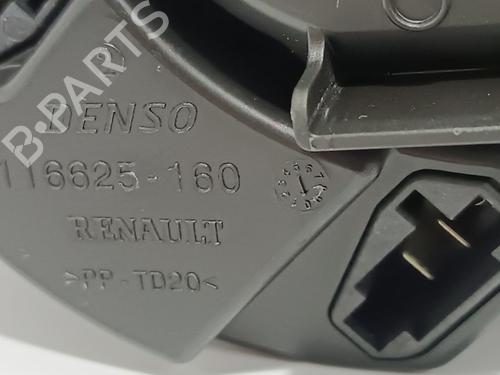 B-PARTS
DENSO
116625-160
RENAULT
>PP-TD20<